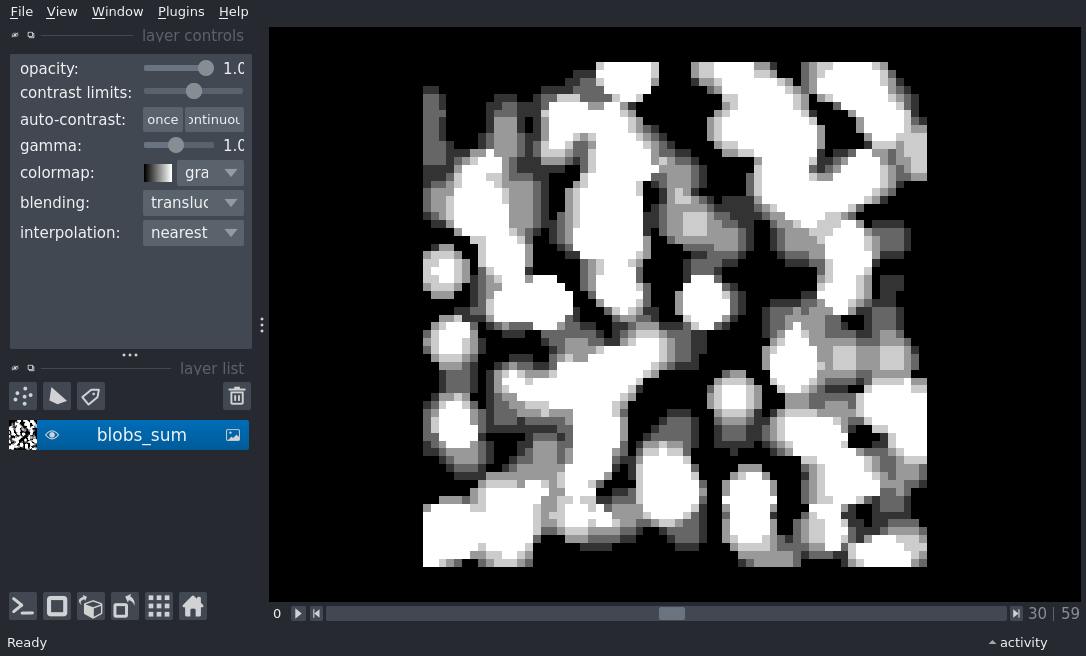 File View Window Plugins Help
layer controls
opacity: 1.0
contrast limits:
auto-contrast: once ontinuou
gamma: 1.0
colormap: gra
blending: transluc
interpolation: nearest
layer list
blobs_sum
0 30 | 59
Ready activity